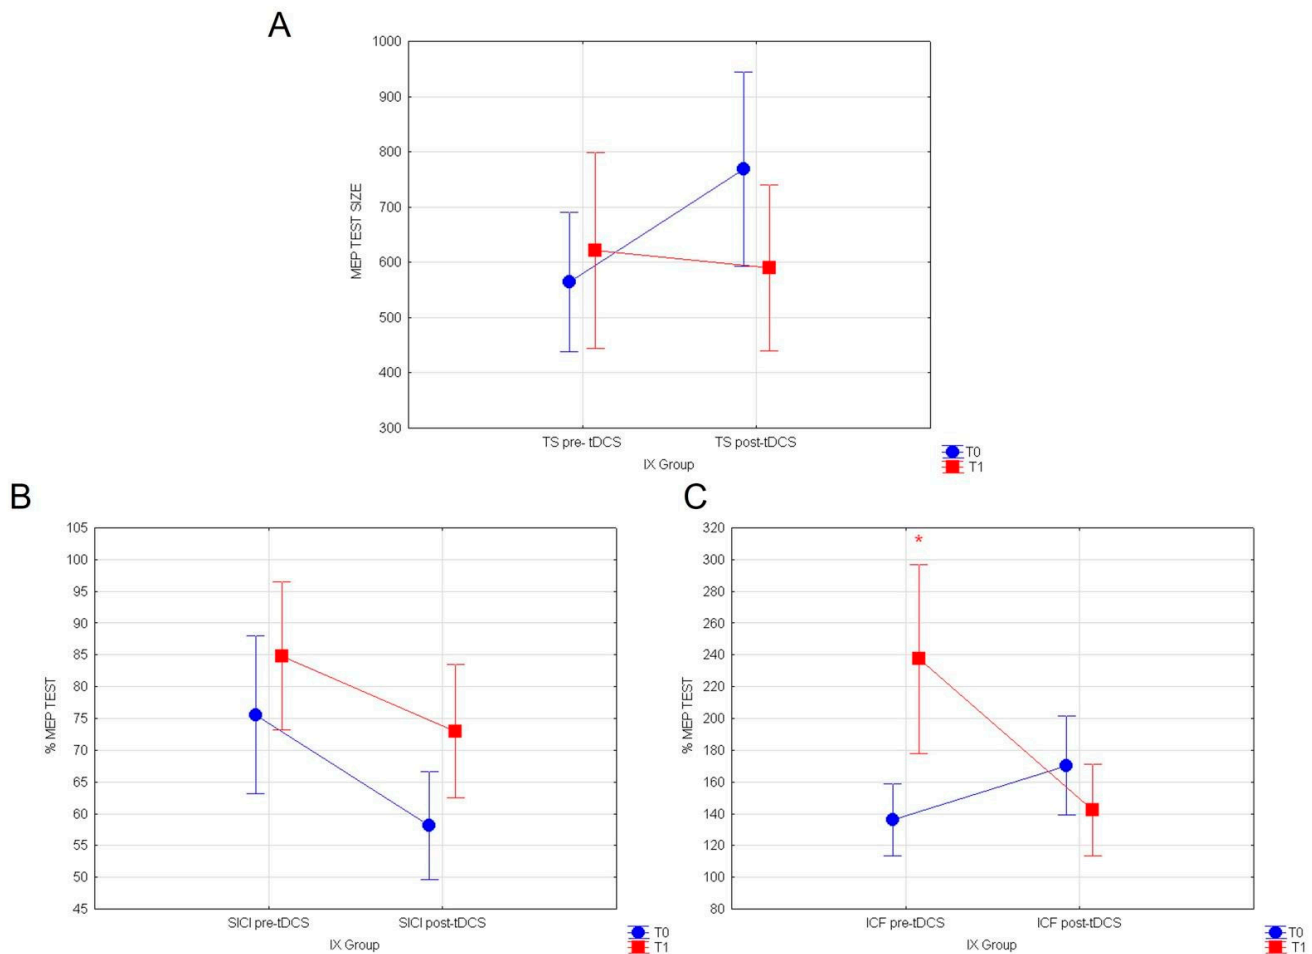 A
1000
900
800
700
600
500
400
300
MEP TEST SIZE
TS pre- tDCS TS post-tDCS
IX Group
T0
T1
B
105
100
95
90
85
80
75
70
65
60
55
50
45
% MEP TEST
SICI pre-tDCS SICI post-tDCS
IX Group
T0
T1
C
320
300
280
260
240
220
200
180
160
140
120
100
80
% MEP TEST
*
ICF pre-tDCS ICF post-tDCS
IX Group
T0
T1